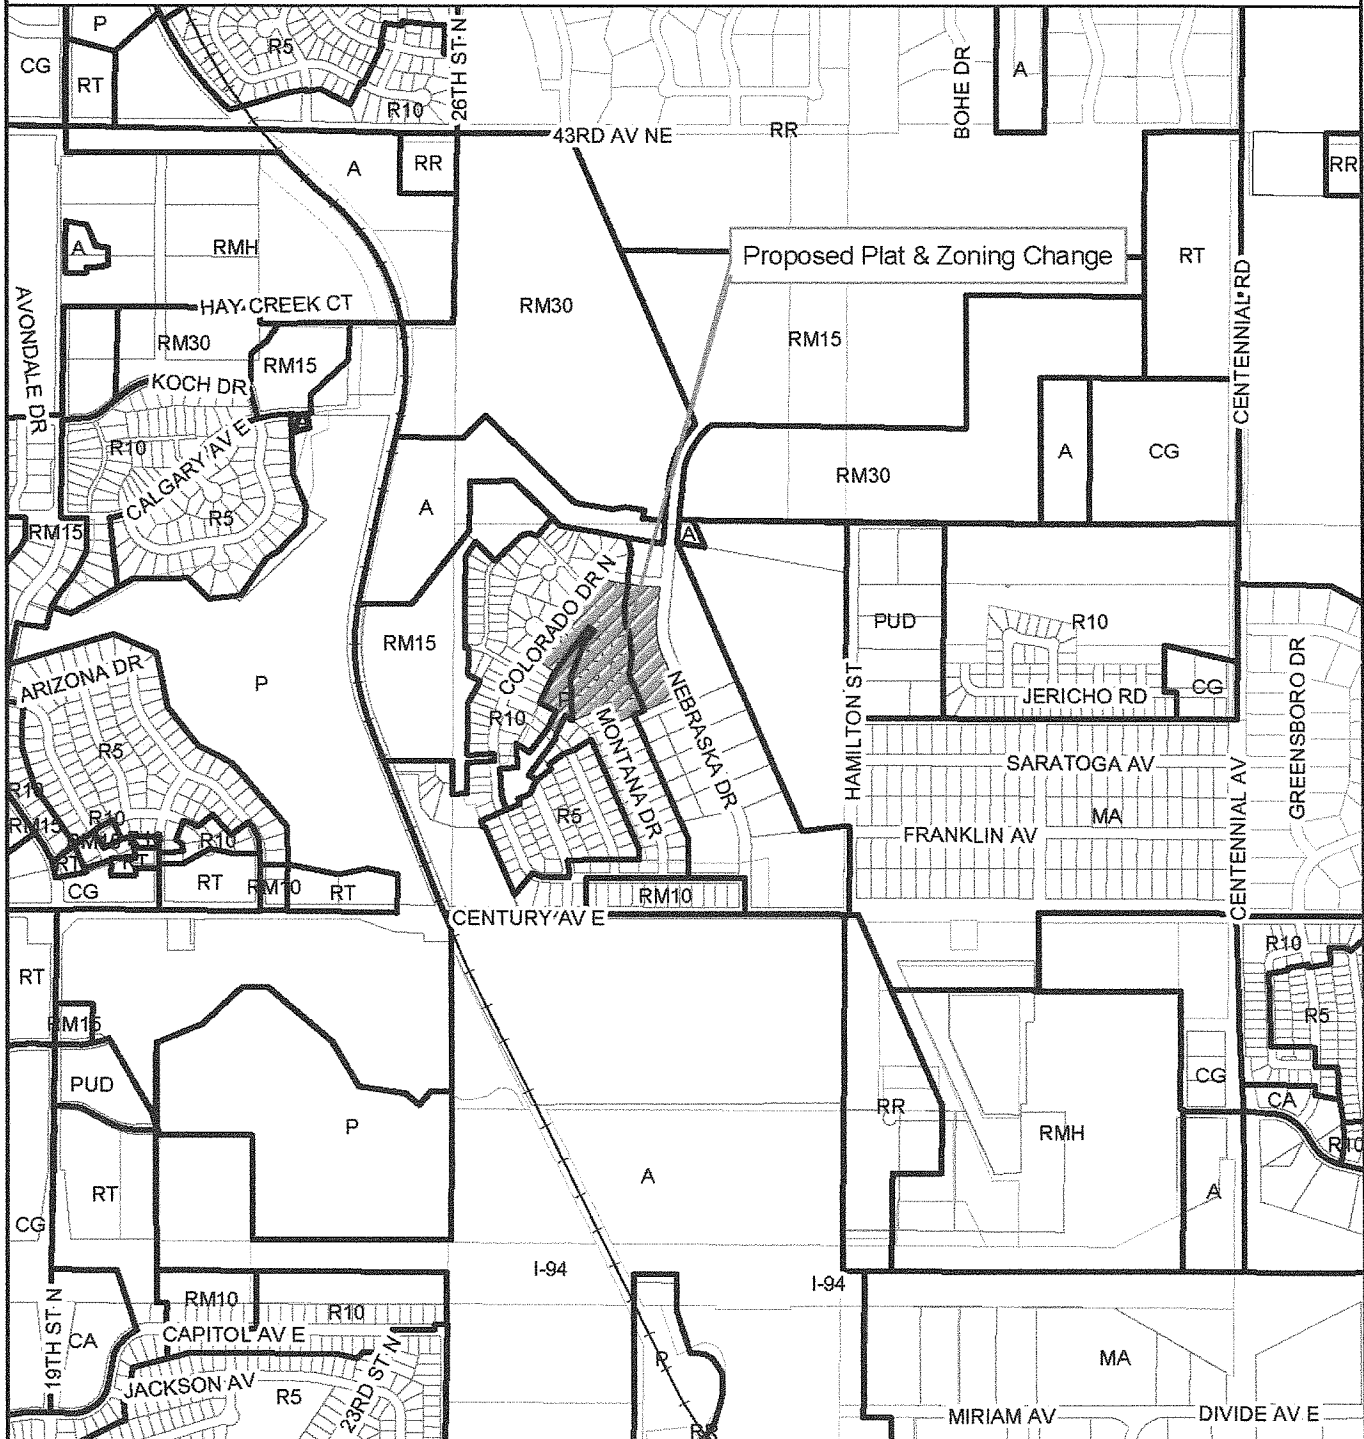 P
R5
26TH ST N
CG
RT
R10
BOHE DR
A
43RD AV NE
RR
A
RR
RR
A
RMH
Proposed Plat & Zoning Change
RT
CENTENNIAL RD
AVONDALE DR
HAY CREEK CT
RM30
RM30
RM15
RM15
KOCH DR
R10
CALGARY AV E
A
RM30
A
CG
R5
A
RM15
A
COLORADO DR N
PUD
R10
RM15
ARIZONA DR
P
HAMILTON ST
JERICHO RD
CG
GREENSBORO DR
NEBRASKA DR
R10
P
MONTANA DR
R5
SARATOGA AV
CENTENNIAL AV
R10
RM15
R10
R10
R5
MA
FRANKLIN AV
RT
RT
CG
RT
RM10
RT
RM10
CENTURY AV E
R10
RT
RM15
R5
PUD
CG
CA
RR
P
RMH
R10
A
RT
A
CG
I-94
I-94
RM10
R10
19TH ST N
CA
CAPITOL AV E
P
MA
JACKSON AV
R5
23RD ST N
MIRIAM AV
DIVIDE AV E